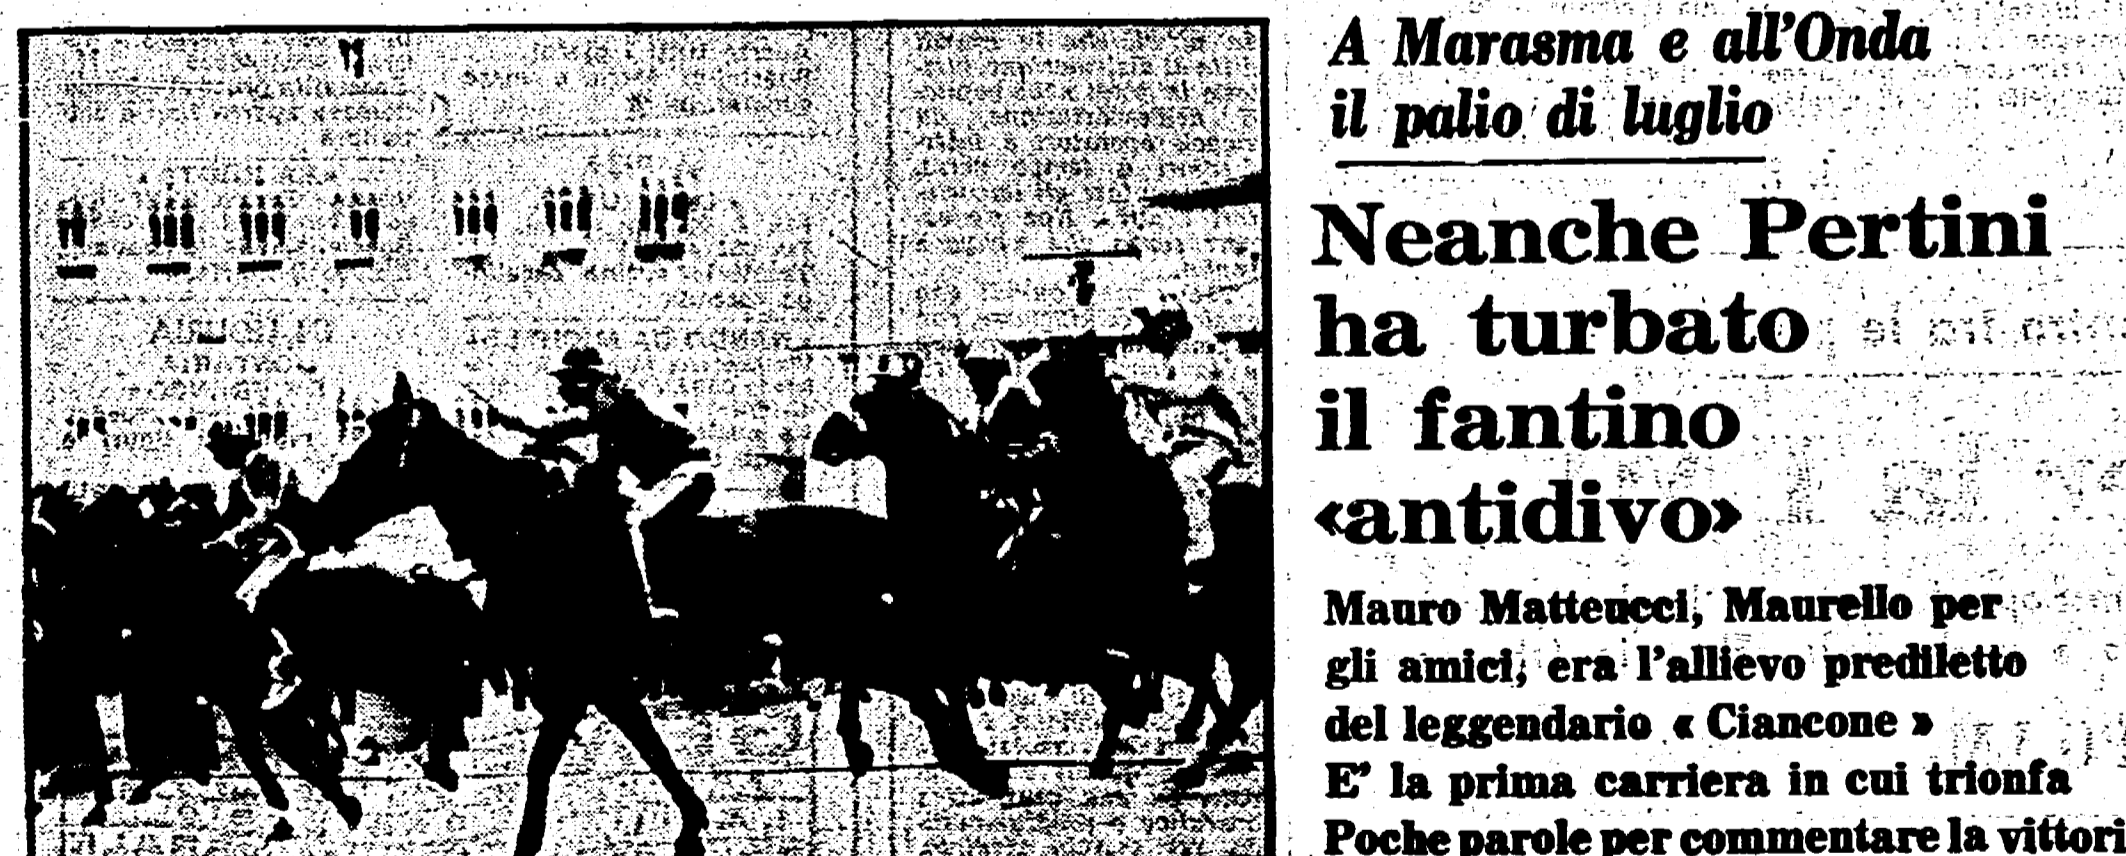 A Marasma e all'Onda
il palio di luglio
Neanche Pertini
ha turbato
il fantino
«antidivo»
Mauro Matteucci, Maurello per
gli amici, era l'allievo prediletto
del leggendario « Ciancone »
E' la prima carriera in cui trionfa
Poche parole per commentare la vittori